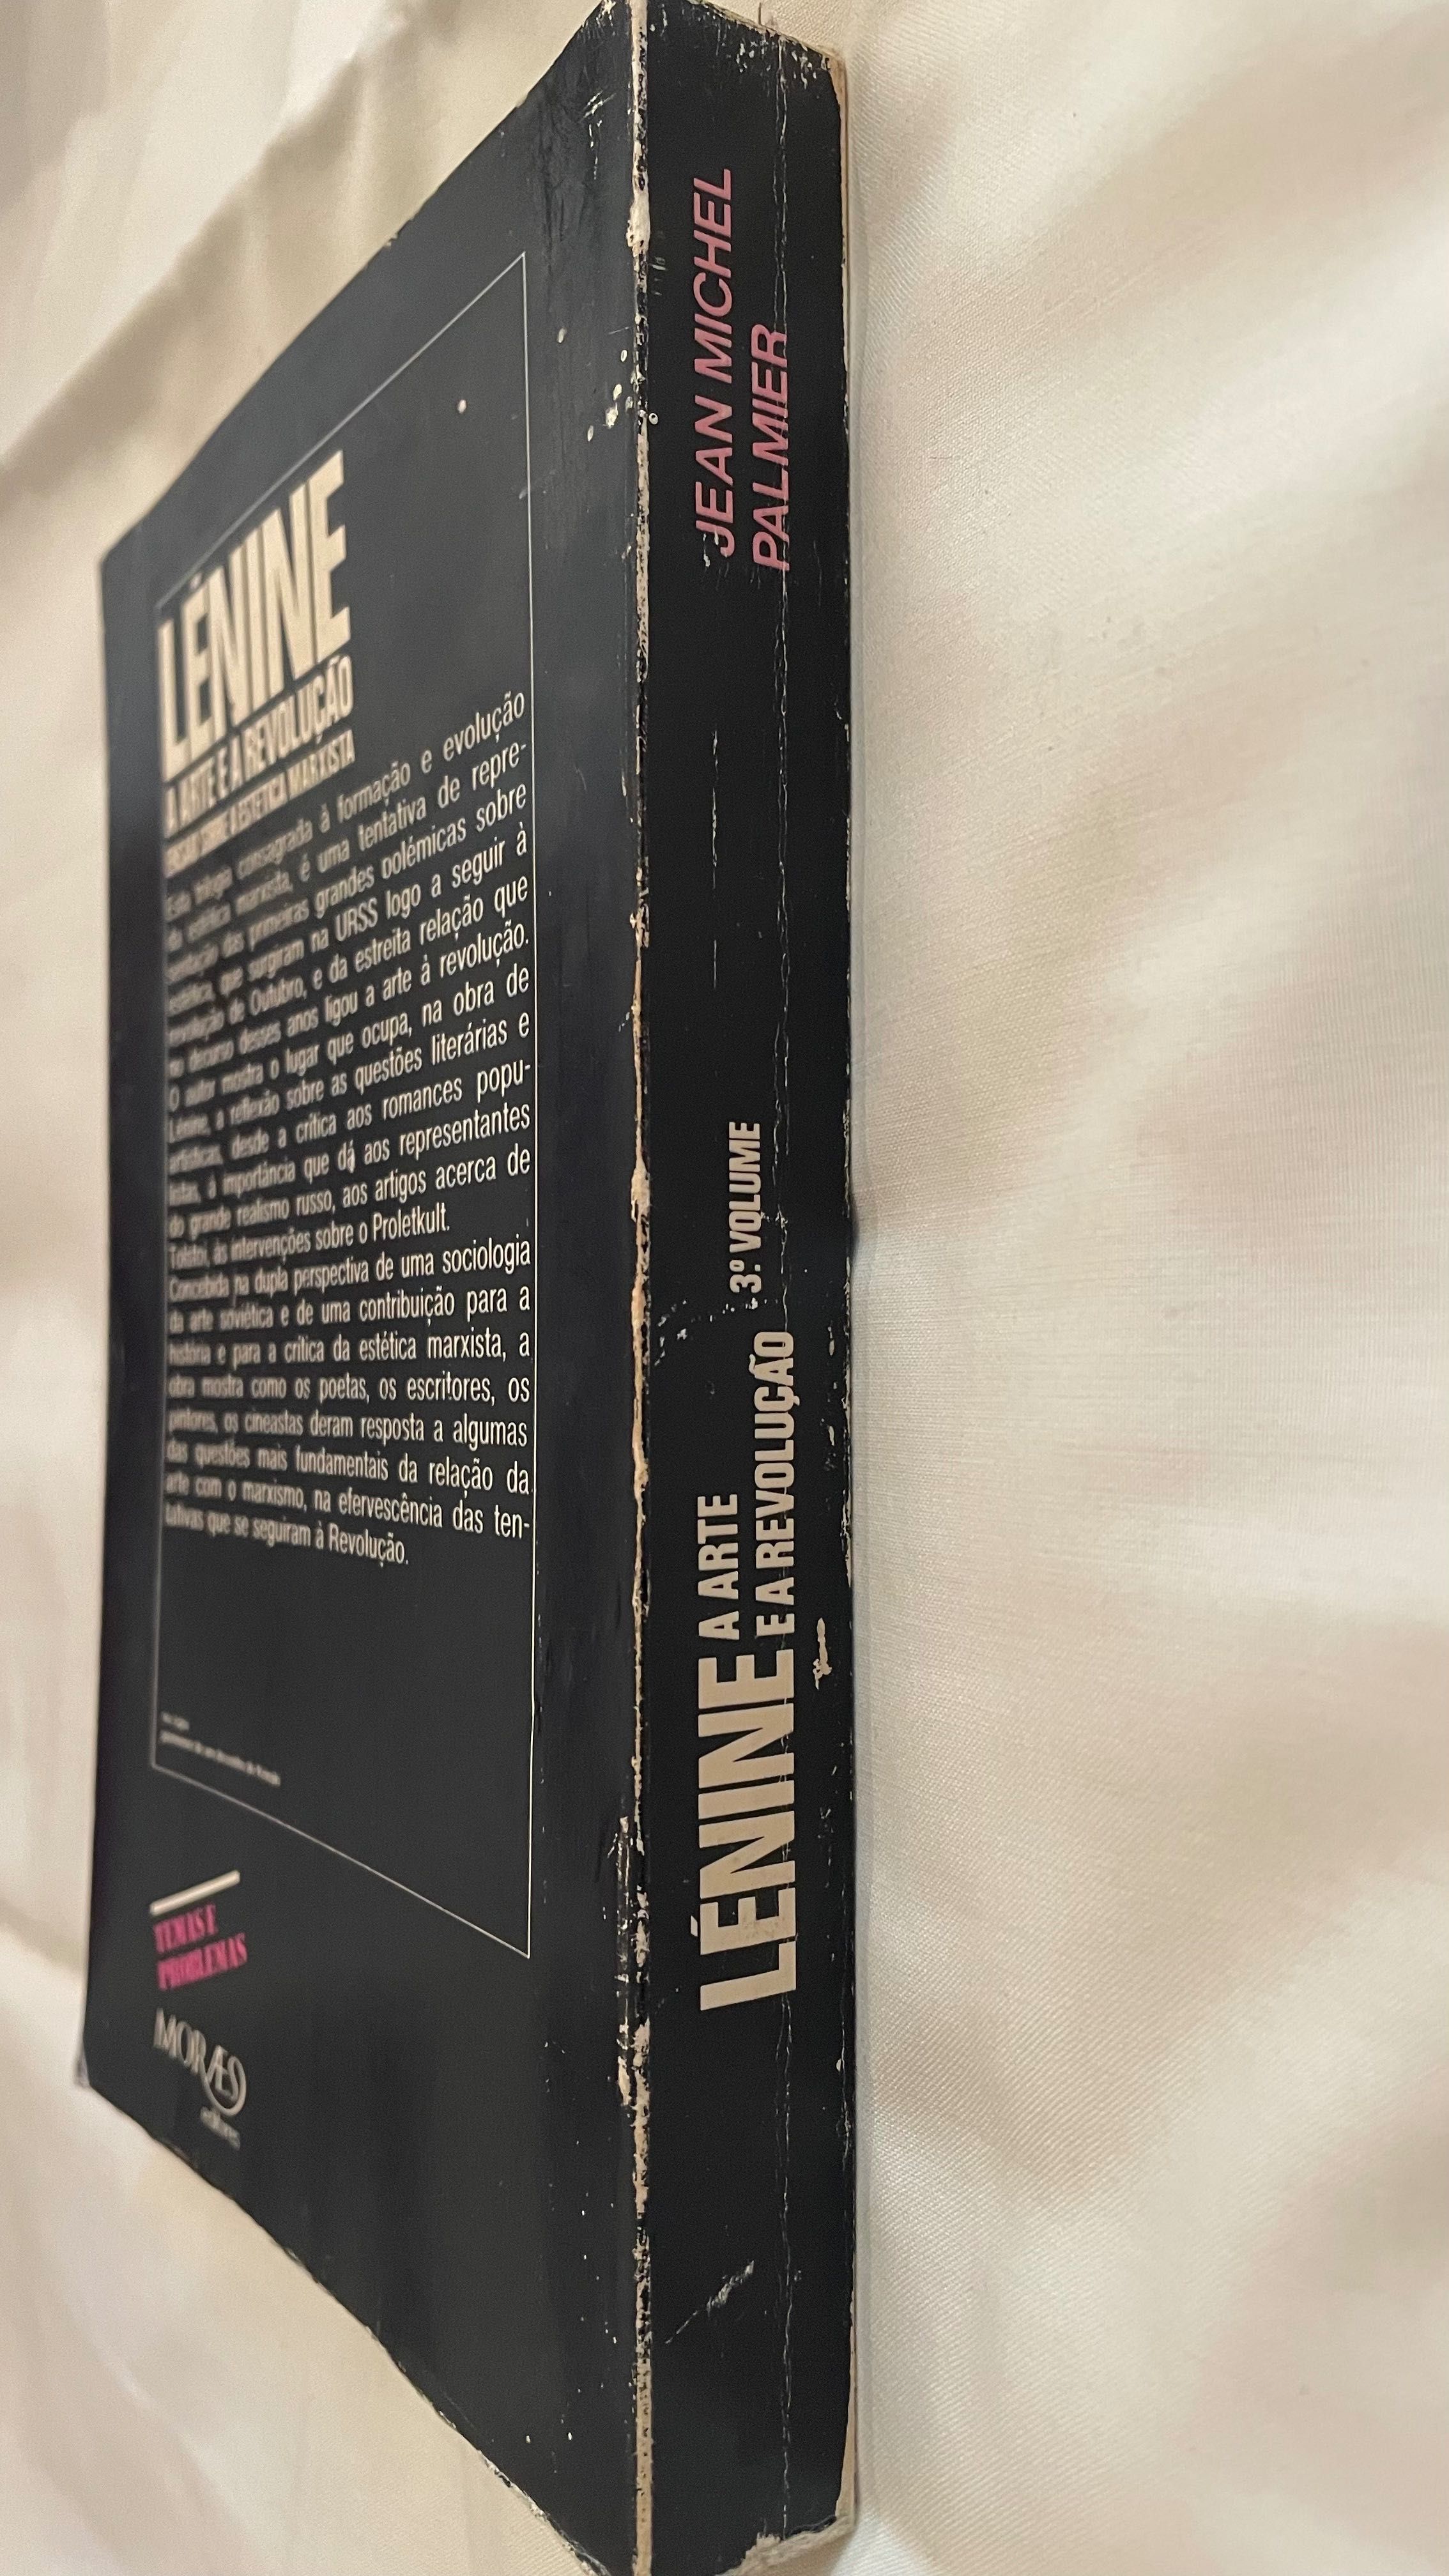 LÉNINE
A ARTE E A REVOLUÇÃO
ENSAIO SOBRE A ESTÉTICA MARXISTA
Esta trilogia consagrada à formação e evolução
da estética marxista, é uma tentativa de repre-
sentação das primeiras grandes polémicas sobre
estética, que surgiram na URSS logo a seguir à
revolução de Outubro, e da estreita relação que
no decurso desses anos ligou a arte à revolução.
O autor mostra o lugar que ocupa, na obra de
Lénine, a reflexão sobre as questões literárias e
artísticas, desde a crítica aos romances popu-
listas, à importância que dá aos representantes
do grande realismo russo, aos artigos acerca de
Tolstoi, às intervenções sobre o Proletkult.
Concebida na dupla perspectiva de uma sociologia
da arte soviética e de uma contribuição para a
história e para a crítica da estética marxista, a
obra mostra como os poetas, os escritores, os
pintores, os cineastas deram resposta a algumas
das questões mais fundamentais da relação da
arte com o marxismo, na efervescência das ten-
tativas que se seguiram à Revolução.
TEMAS E
PROBLEMAS
MORAES
editores
LÉNINE A ARTE
E A REVOLUÇÃO
3.º VOLUME
JEAN MICHEL
PALMIER